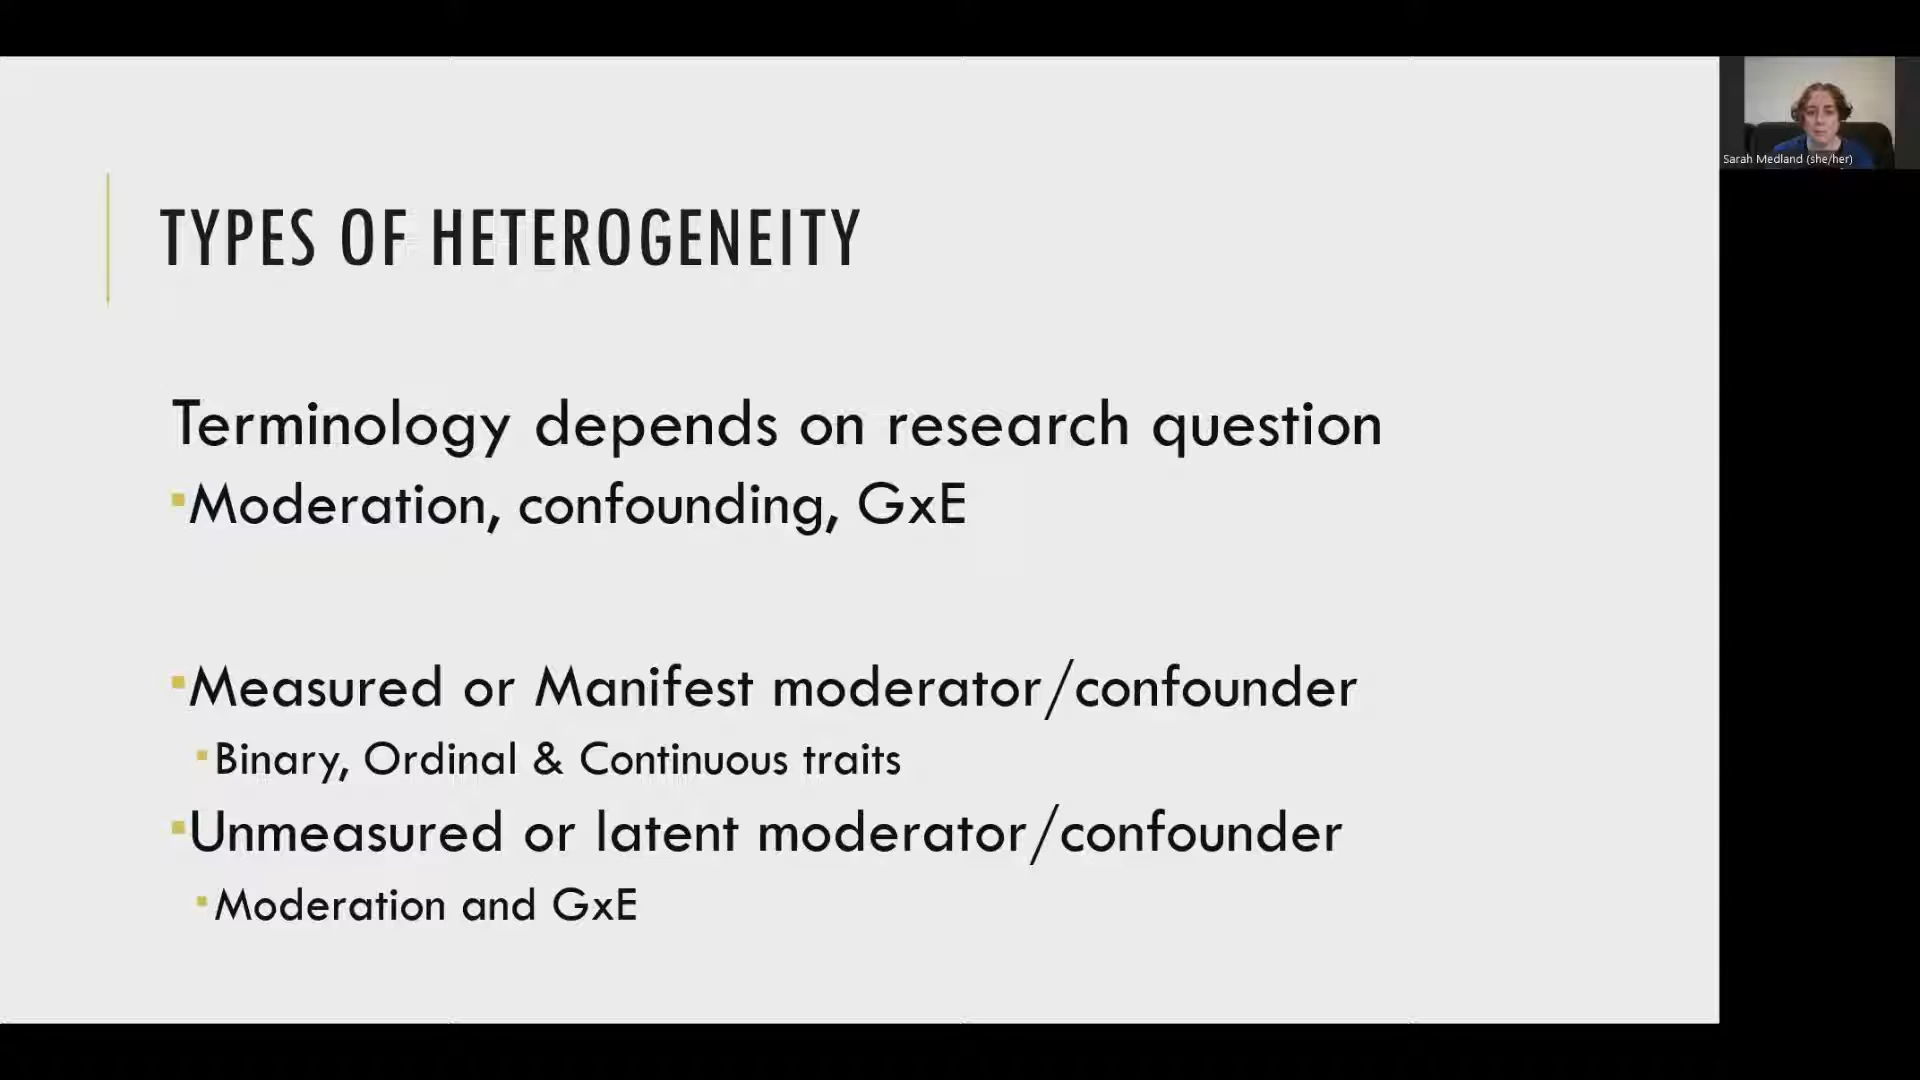 TYPES OF HETEROGENEITY
Terminology depends on research question
▪Moderation, confounding, GxE
▪Measured or Manifest moderator/confounder
▪Binary, Ordinal & Continuous traits
▪Unmeasured or latent moderator/confounder
▪Moderation and GxE
Sarah Medland (she/her)